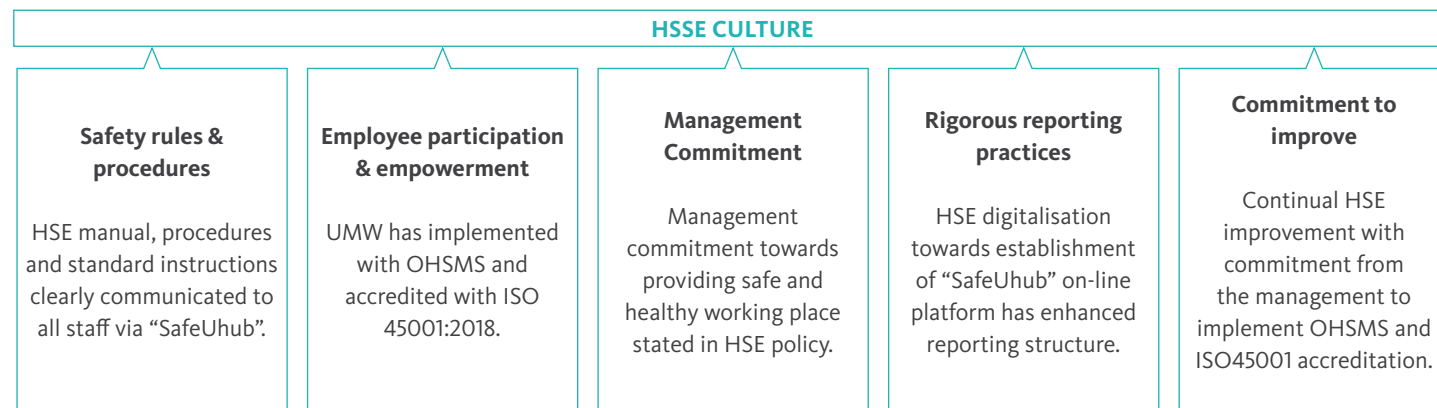 HSSE CULTURE
Safety rules &
procedures
HSE manual, procedures
and standard instructions
clearly communicated to
all staff via “SafeUhub”.
Employee participation
& empowerment
UMW has implemented
with OHSMS and
accredited with ISO
45001:2018.
Management
Commitment
Management
commitment towards
providing safe and
healthy working place
stated in HSE policy.
Rigorous reporting
practices
HSE digitalisation
towards establishment
of “SafeUhub” on-line
platform has enhanced
reporting structure.
Commitment to
improve
Continual HSE
improvement with
commitment from
the management to
implement OHSMS and
ISO45001 accreditation.